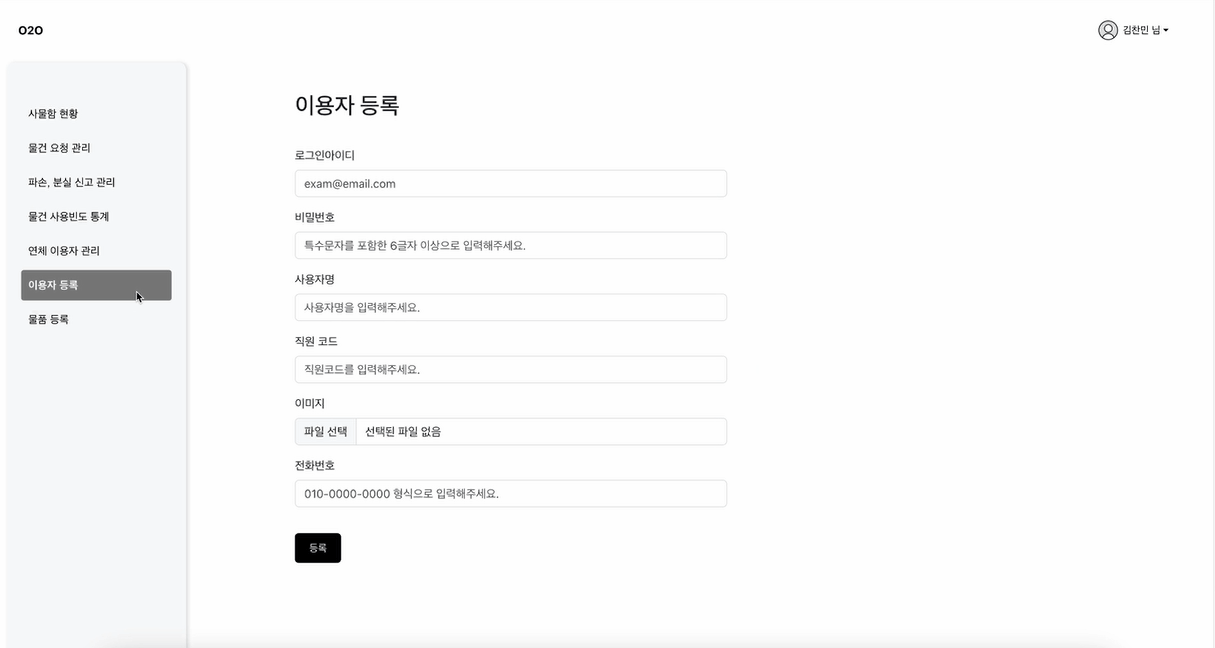 O2O
김찬민 님
사물함 현황
물건 요청 관리
파손, 분실 신고 관리
물건 사용빈도 통계
연체 이용자 관리
이용자 등록
물품 등록
이용자 등록
로그인아이디
exam@email.com
비밀번호
특수문자를 포함한 6글자 이상으로 입력해주세요.
사용자명
사용자명을 입력해주세요.
직원 코드
직원코드를 입력해주세요.
이미지
파일 선택 선택된 파일 없음
전화번호
010-0000-0000 형식으로 입력해주세요.
등록